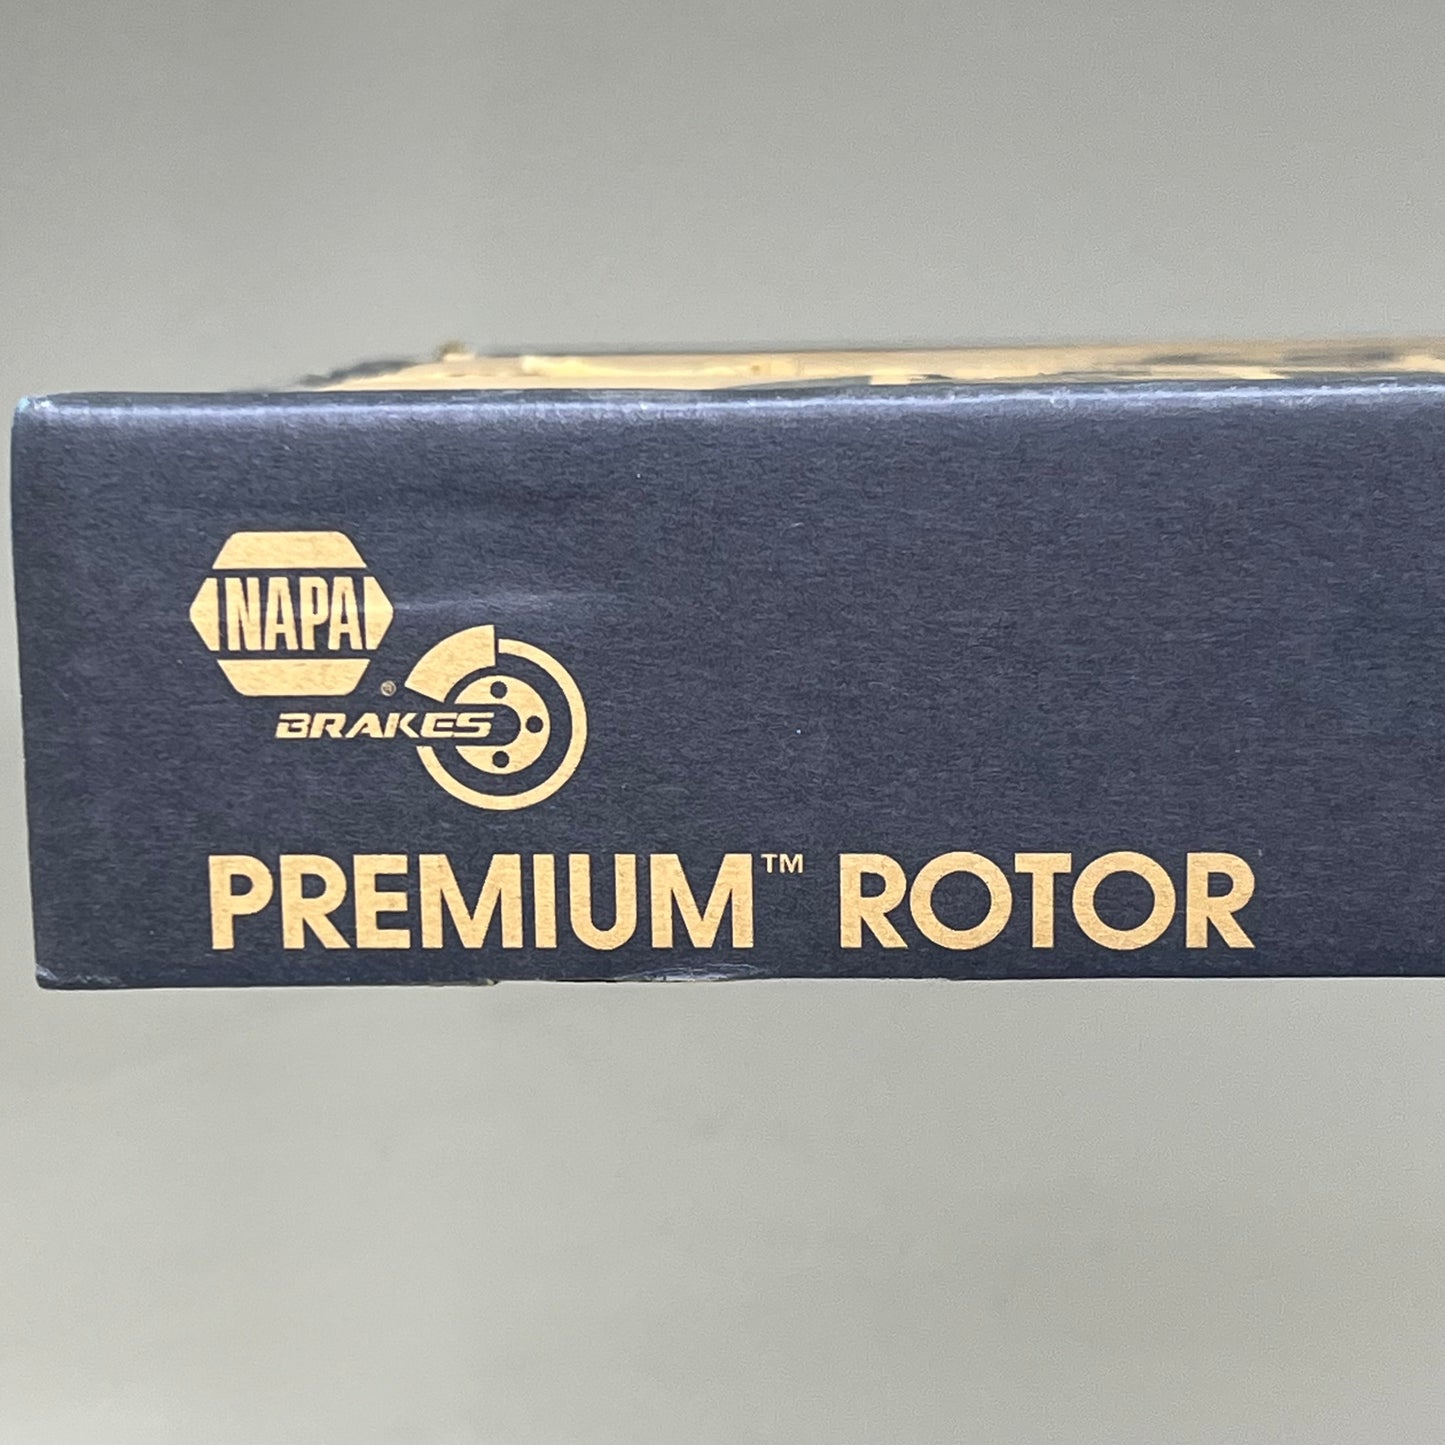 NAPA
®
BRAKES
PREMIUM™ ROTOR